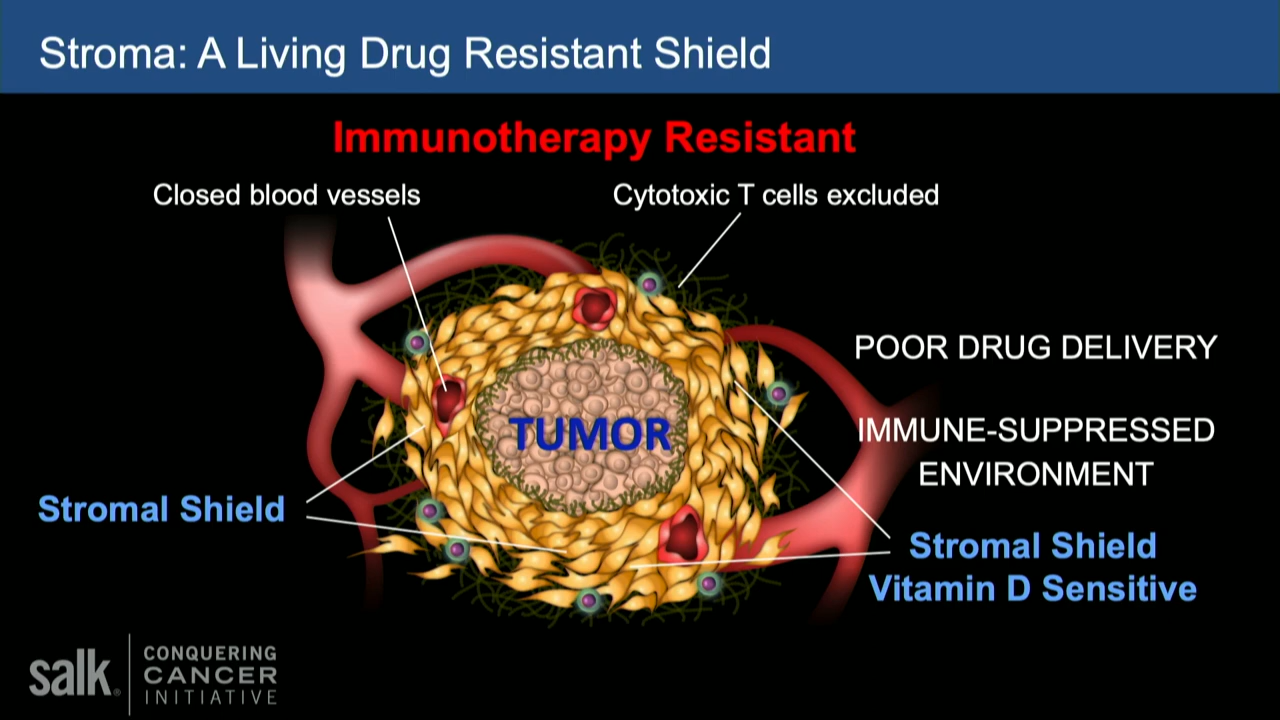 Stroma: A Living Drug Resistant Shield
Immunotherapy Resistant
Closed blood vessels
Cytotoxic T cells excluded
POOR DRUG DELIVERY
IMMUNE-SUPPRESSED
ENVIRONMENT
TUMOR
Stromal Shield
Stromal Shield
Vitamin D Sensitive
salk®
CONQUERING
CANCER
INITIATIVE